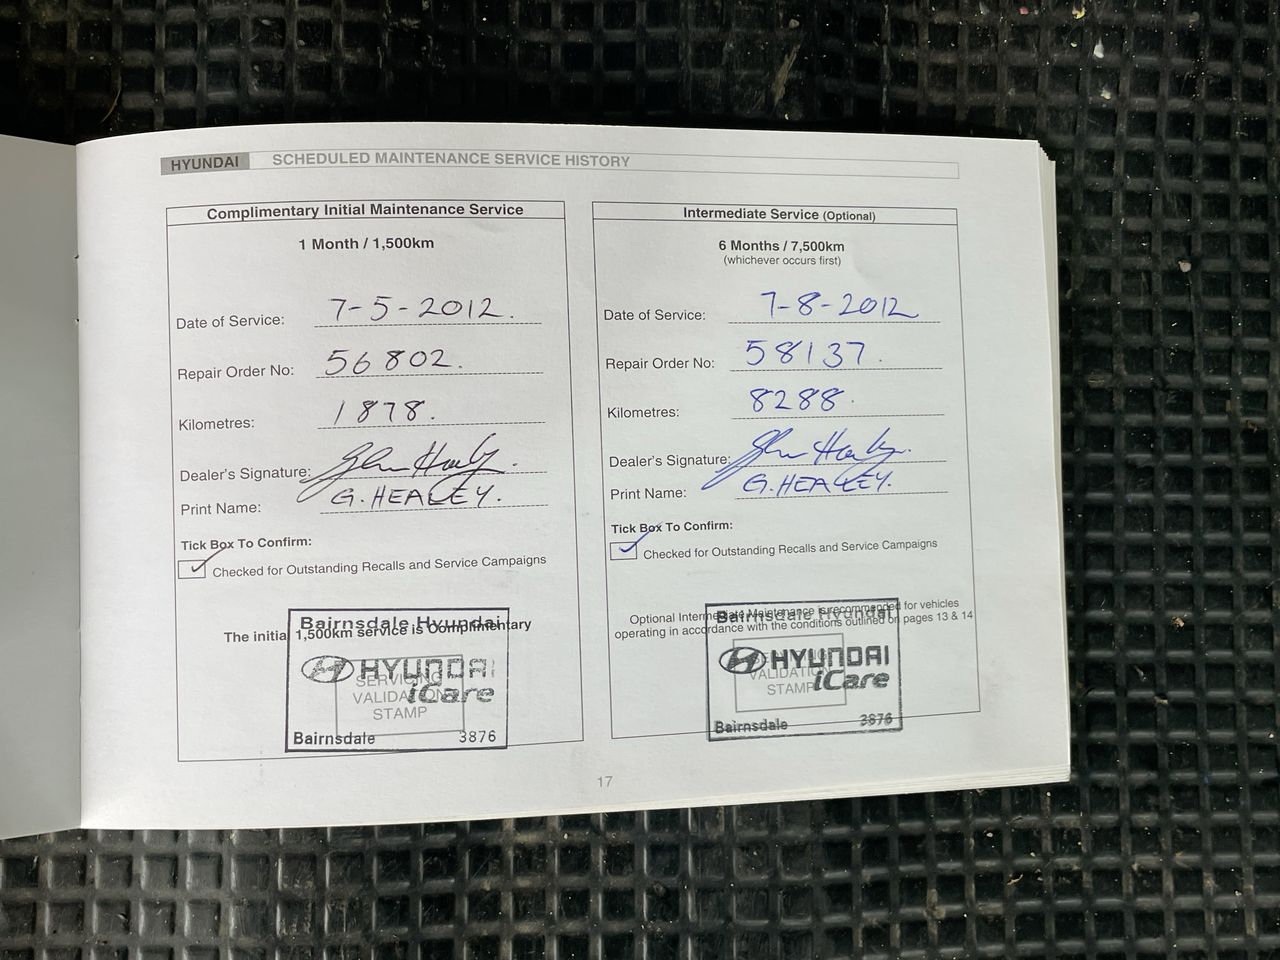 HYUNDAI SCHEDULED MAINTENANCE SERVICE HISTORY
Complimentary Initial Maintenance Service
1 Month / 1,500km
Date of Service: 7-5-2012.
Repair Order No: 56802.
Kilometres: 1878.
Dealer's Signature:
Print Name: G. HEALEY.
Tick Box To Confirm:
Checked for Outstanding Recalls and Service Campaigns
The initial 1,500km service is Complimentary
Bairnsdale Hyundai
HYUNDAI
iCare
SERVICING
VALIDATION
STAMP
Bairnsdale 3876
Intermediate Service (Optional)
6 Months / 7,500km
(whichever occurs first)
Date of Service: 7-8-2012
Repair Order No: 58137.
Kilometres: 8288.
Dealer's Signature:
Print Name: G. HEALEY.
Tick Box To Confirm:
Checked for Outstanding Recalls and Service Campaigns
Optional Intermediate Maintenance is recommended for vehicles
operating in accordance with the conditions outlined on pages 13 & 14
Bairnsdale Hyundai
HYUNDAI
iCare
VALIDATION
STAMP
Bairnsdale 3876
17